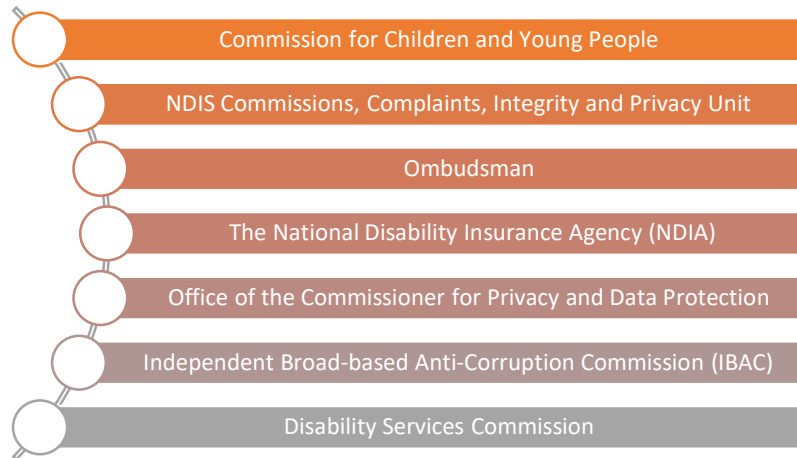 Commission for Children and Young People
NDIS Commissions, Complaints, Integrity and Privacy Unit
Ombudsman
The National Disability Insurance Agency (NDIA)
Office of the Commissioner for Privacy and Data Protection
Independent Broad-based Anti-Corruption Commission (IBAC)
Disability Services Commission